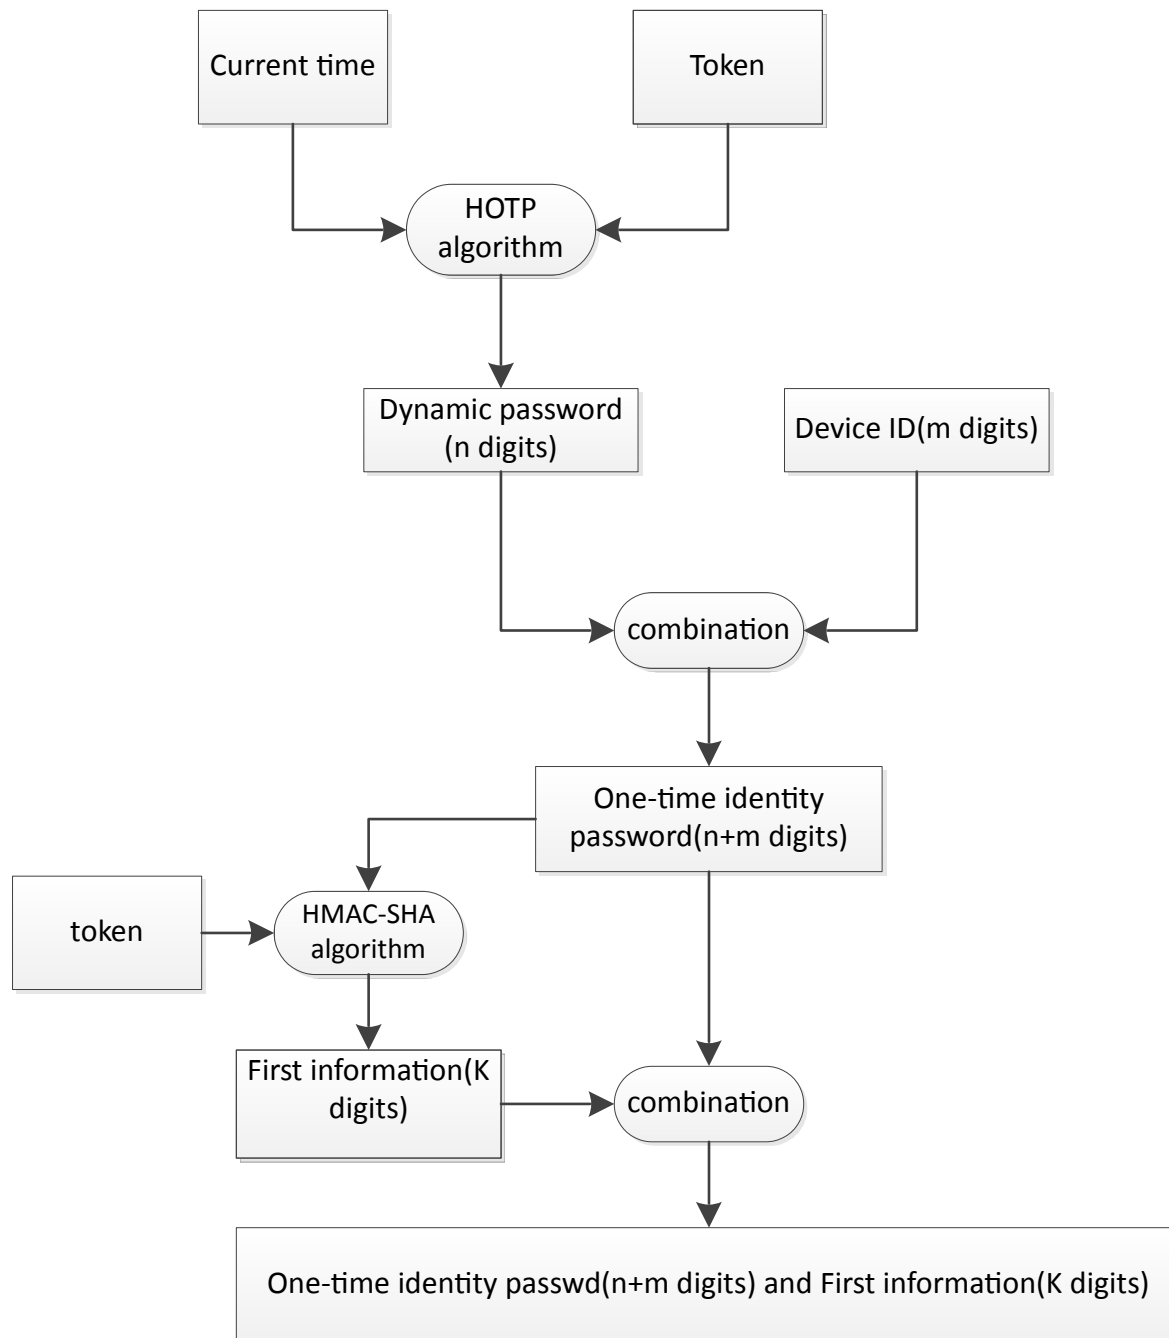 Current time
Token
HOTP
algorithm
Dynamic password
(n digits)
Device ID(m digits)
combination
One-time identity
password(n+m digits)
token
HMAC-SHA
algorithm
First information(K
digits)
combination
One-time identity passwd(n+m digits) and First information(K digits)